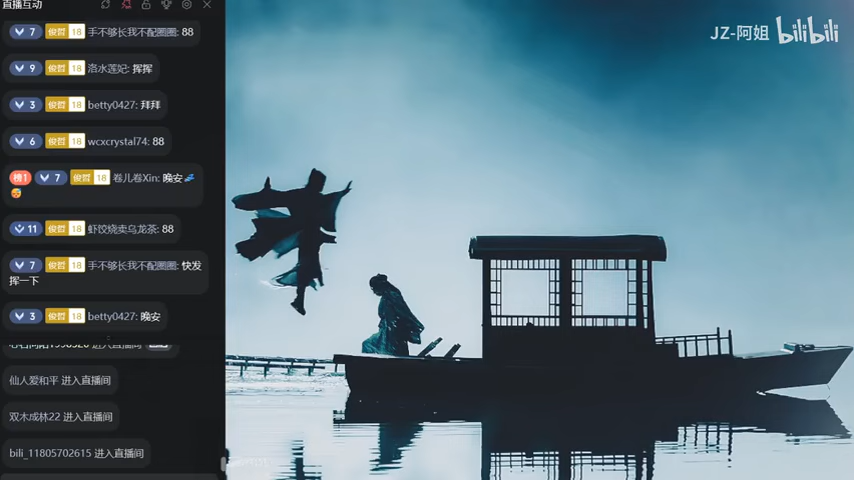 直播互动
JZ-阿姐 bilibili
7 俊哲 18 手不够长我不配圈圈: 88
9 俊哲 18 洛水莲妃: 挥挥
3 俊哲 18 betty0427: 拜拜
6 俊哲 18 wcxcrystal74: 88
榜1 7 俊哲 18 卷儿卷Xin: 晚安
11 俊哲 18 虾饺烧卖乌龙茶: 88
7 俊哲 18 手不够长我不配圈圈: 快发
挥一下
3 俊哲 18 betty0427: 晚安
进入直播间
仙人爱和平 进入直播间
双木成林22 进入直播间
bili_11805702615 进入直播间